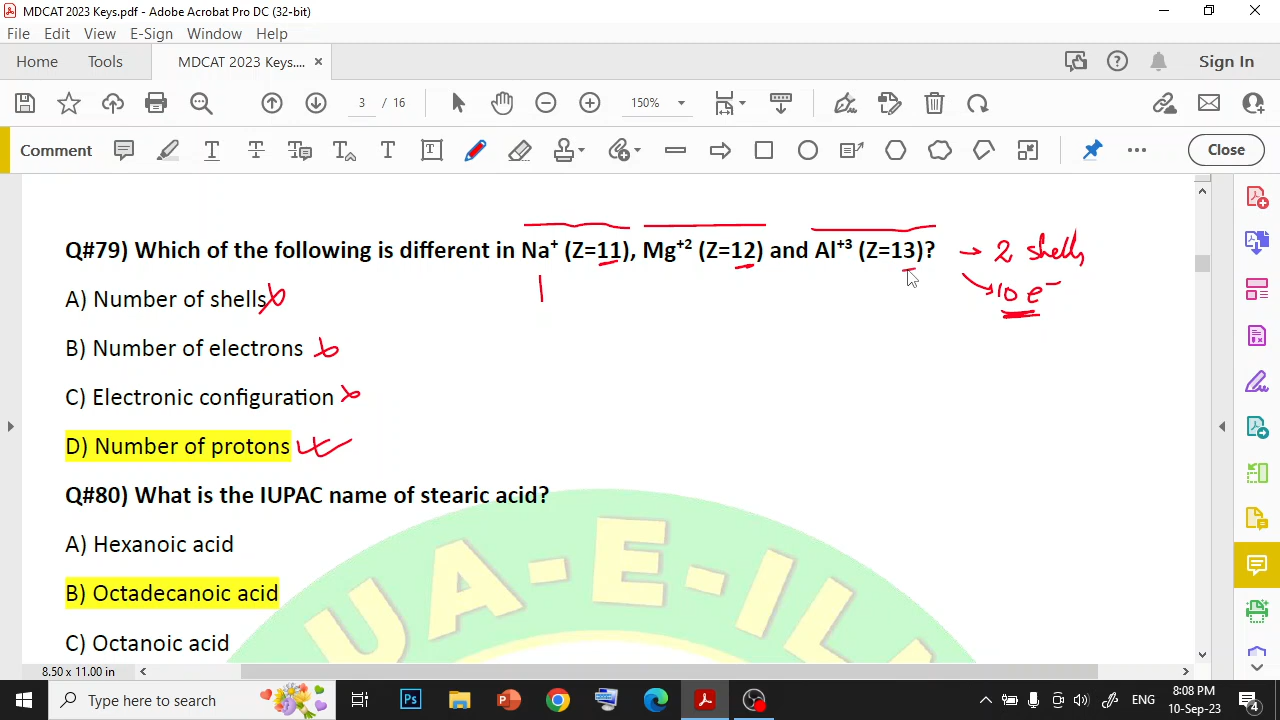 MDCAT 2023 Keys.pdf - Adobe Acrobat Pro DC (32-bit)
File Edit View E-Sign Window Help
Home Tools MDCAT 2023 Keys.... × Sign In
3 / 16 150%
Comment Close
Q#79) Which of the following is different in Na⁺ (Z=11), Mg⁺² (Z=12) and Al⁺³ (Z=13)? → 2 shells
→ 10 e⁻
A) Number of shells
B) Number of electrons
C) Electronic configuration
D) Number of protons
Q#80) What is the IUPAC name of stearic acid?
A) Hexanoic acid
B) Octadecanoic acid
C) Octanoic acid
UA-E-IL
8.50 x 11.00 in
Type here to search
ENG
8:08 PM
10-Sep-23
4